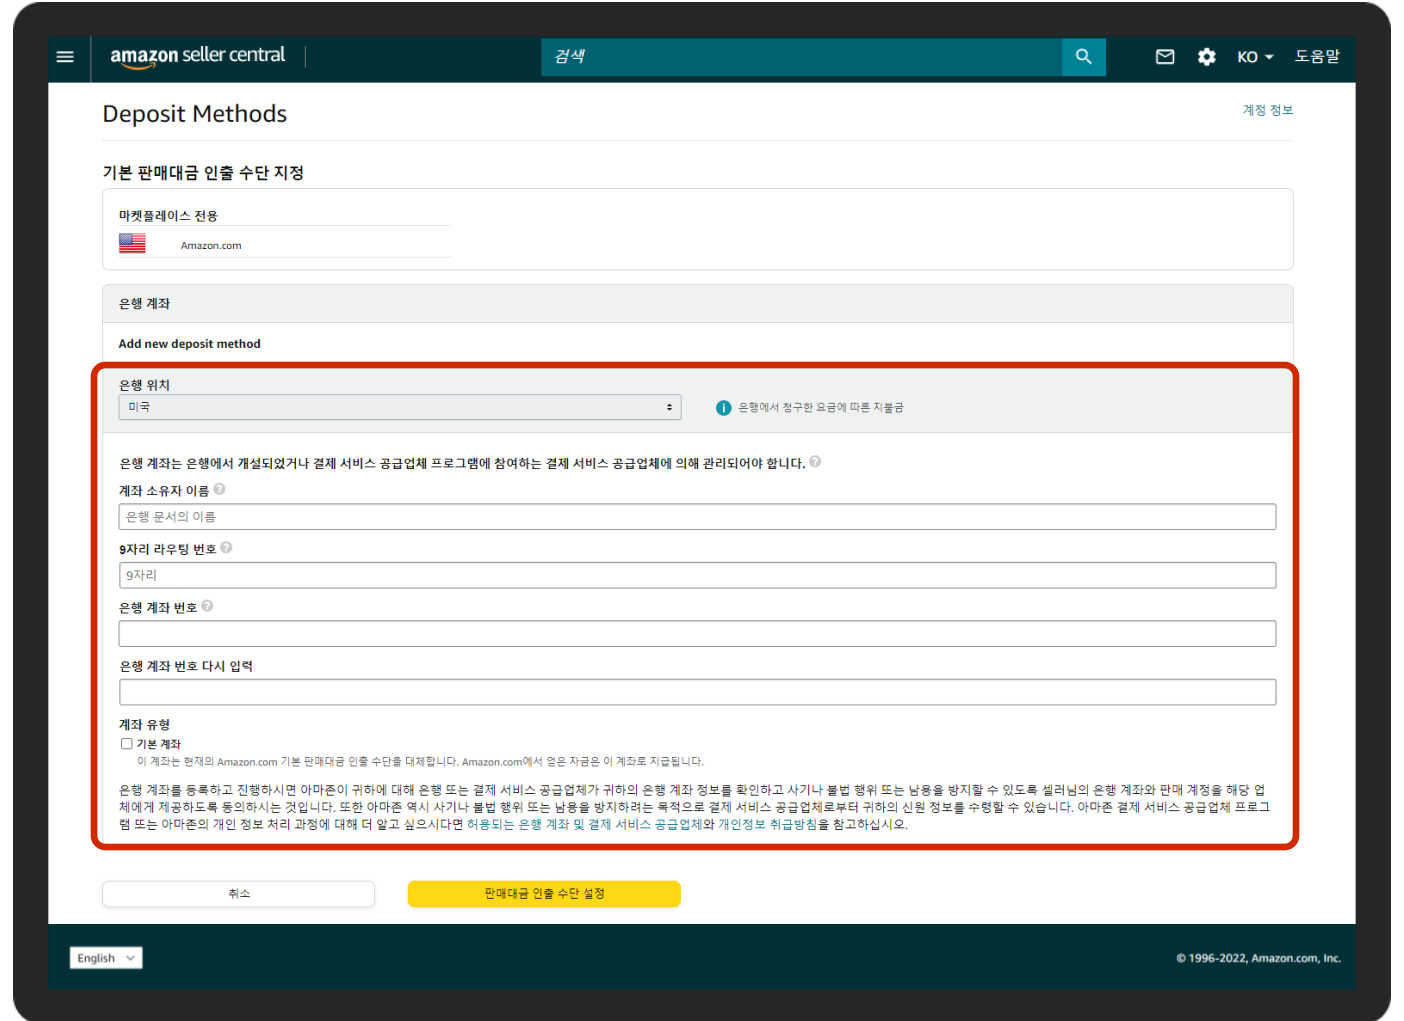 amazon seller central
검색
KO
도움말
Deposit Methods
계정 정보
기본 판매대금 인출 수단 지정
마켓플레이스 전용
Amazon.com
은행 계좌
Add new deposit method
은행 위치
미국
은행에서 청구한 요금에 따른 지불금
은행 계좌는 은행에서 개설되었거나 결제 서비스 공급업체 프로그램에 참여하는 결제 서비스 공급업체에 의해 관리되어야 합니다.
계좌 소유자 이름
은행 문서의 이름
9자리 라우팅 번호
9자리
은행 계좌 번호
은행 계좌 번호 다시 입력
계좌 유형
기본 계좌
이 계좌는 현재의 Amazon.com 기본 판매대금 인출 수단을 대체합니다. Amazon.com에서 얻은 자금은 이 계좌로 지급됩니다.
은행 계좌를 등록하고 진행하시면 아마존이 귀하에 대해 은행 또는 결제 서비스 공급업체가 귀하의 은행 계좌 정보를 확인하고 사기나 불법 행위 또는 남용을 방지할 수 있도록 셀러님의 은행 계좌와 판매 계정을 해당 업
체에게 제공하도록 동의하시는 것입니다. 또한 아마존 역시 사기나 불법 행위 또는 남용을 방지하려는 목적으로 결제 서비스 공급업체로부터 귀하의 신원 정보를 수령할 수 있습니다. 아마존 결제 서비스 공급업체 프로그
램 또는 아마존의 개인 정보 처리 과정에 대해 더 알고 싶으시다면 허용되는 은행 계좌 및 결제 서비스 공급업체와 개인정보 취급방침을 참고하십시오.
취소
판매대금 인출 수단 설정
English
© 1996-2022, Amazon.com, Inc.